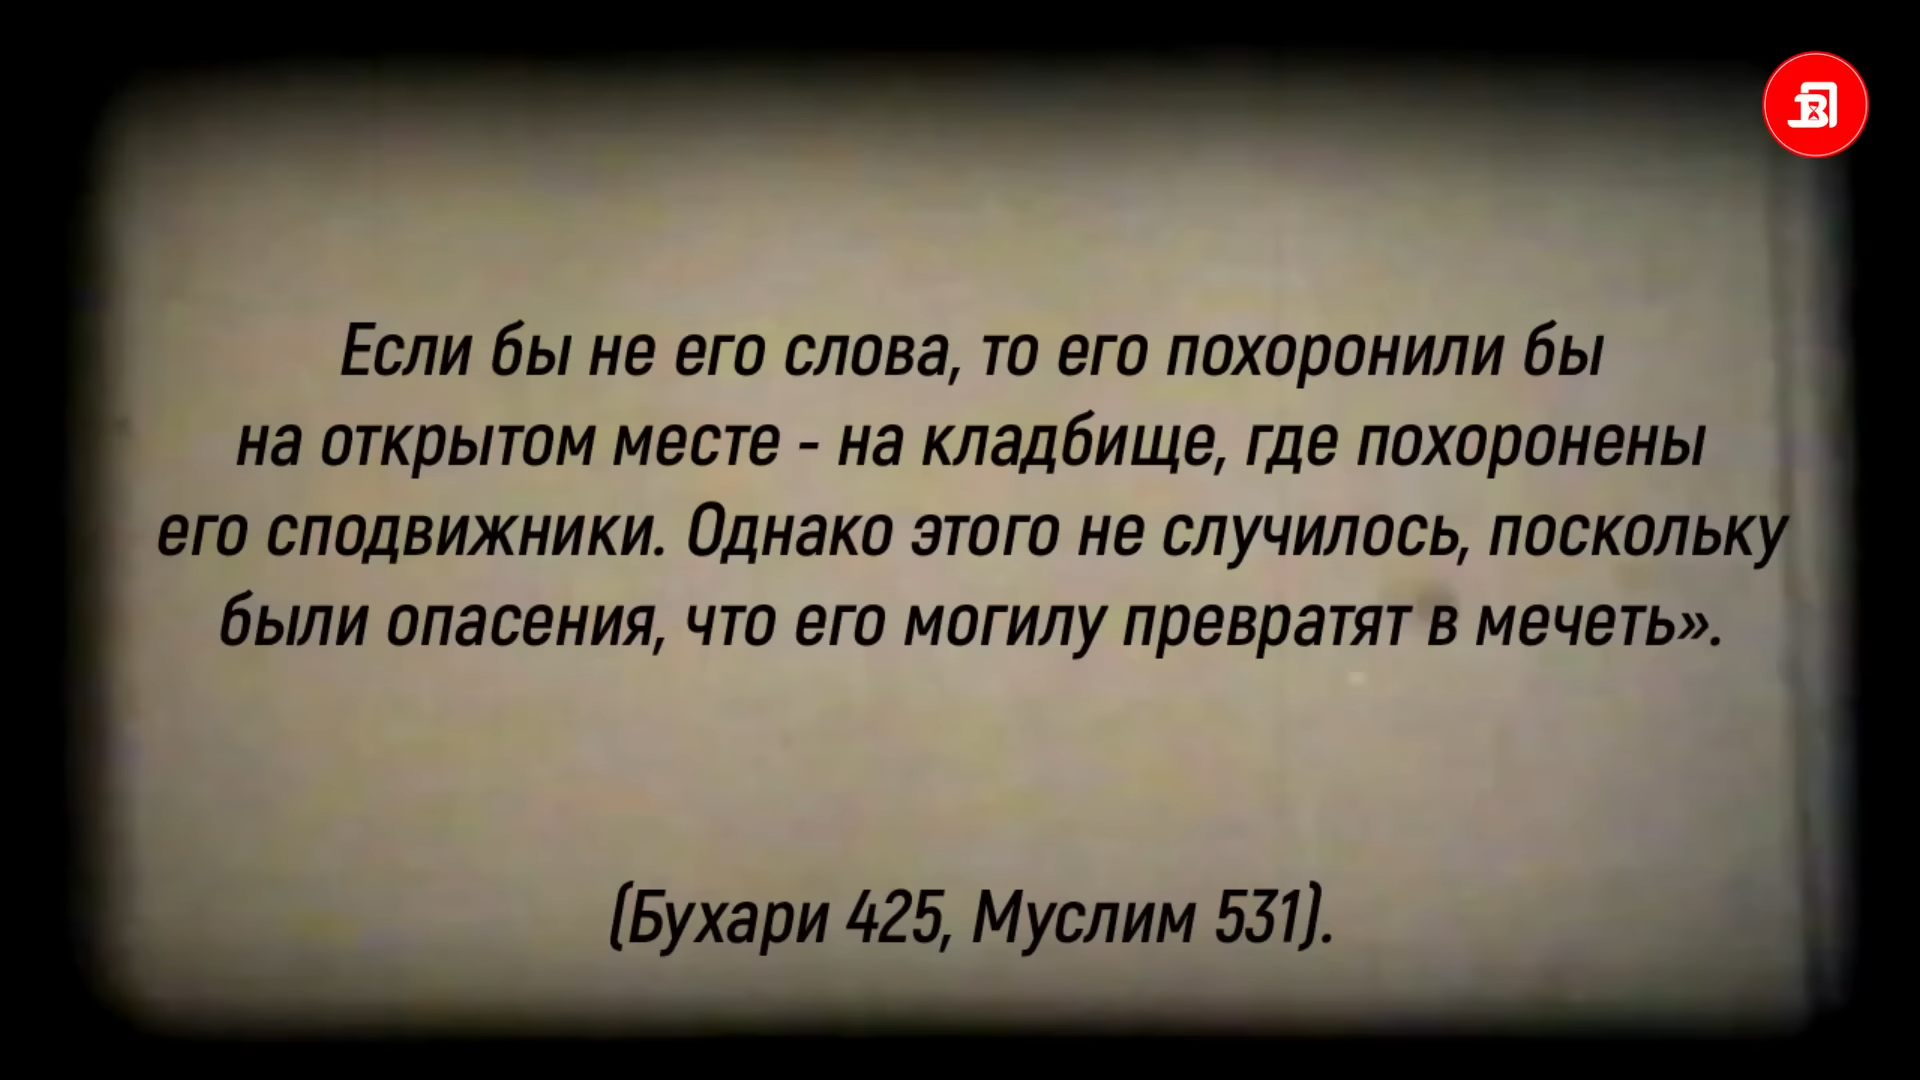 Если бы не его слова, то его похоронили бы
на открытом месте - на кладбище, где похоронены
его сподвижники. Однако этого не случилось, поскольку
были опасения, что его могилу превратят в мечеть».
(Бухари 425, Муслим 531).